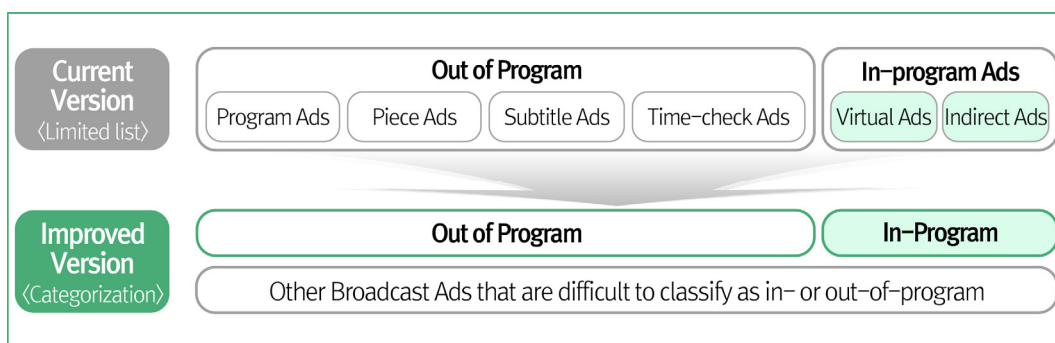 Current
Version
〈Limited list〉
Out of Program
Program Ads
Piece Ads
Subtitle Ads
Time-check Ads
In-program Ads
Virtual Ads
Indirect Ads
Improved
Version
〈Categorization〉
Out of Program
In-Program
Other Broadcast Ads that are difficult to classify as in- or out-of-program